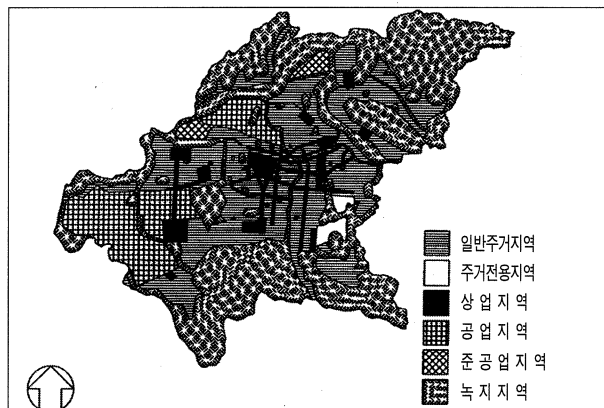 일반주거지역
주거전용지역
상 업 지 역
공 업 지 역
준 공 업 지 역
녹 지 지 역